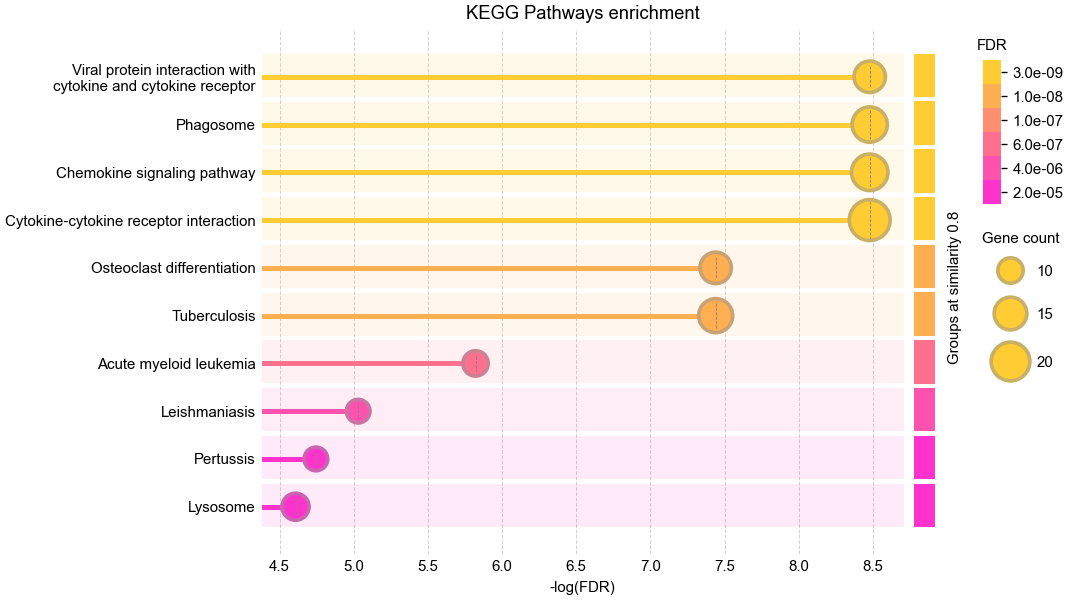 KEGG Pathways enrichment
Viral protein interaction with
cytokine and cytokine receptor
Phagosome
Chemokine signaling pathway
Cytokine-cytokine receptor interaction
Osteoclast differentiation
Tuberculosis
Acute myeloid leukemia
Leishmaniasis
Pertussis
Lysosome
4.5 5.0 5.5 6.0 6.5 7.0 7.5 8.0 8.5
-log(FDR)
Groups at similarity 0.8
FDR
3.0e-09
1.0e-08
1.0e-07
6.0e-07
4.0e-06
2.0e-05
Gene count
10
15
20